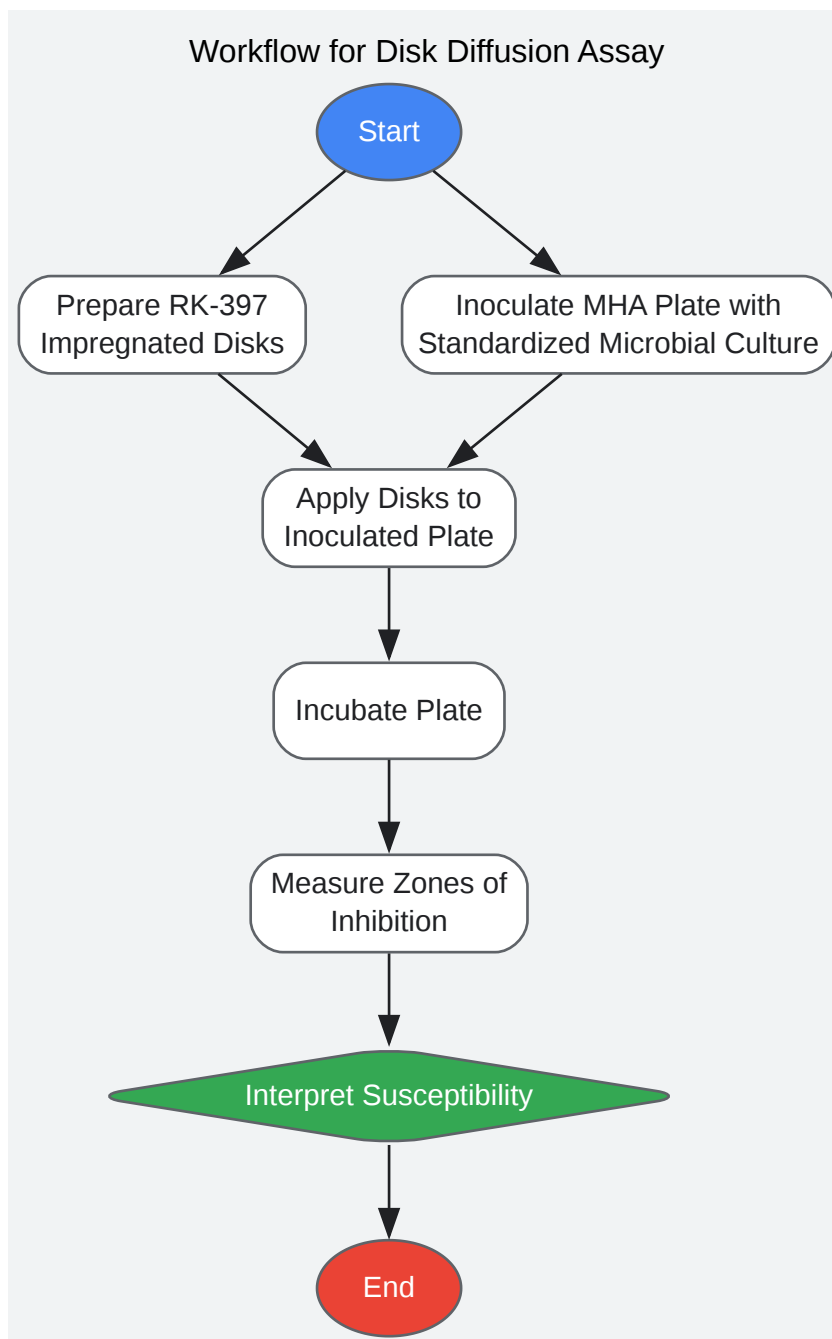 Workflow for Disk Diffusion Assay
Start
Prepare RK-397
Impregnated Disks
Inoculate MHA Plate with
Standardized Microbial Culture
Apply Disks to
Inoculated Plate
Incubate Plate
Measure Zones of
Inhibition
Interpret Susceptibility
End